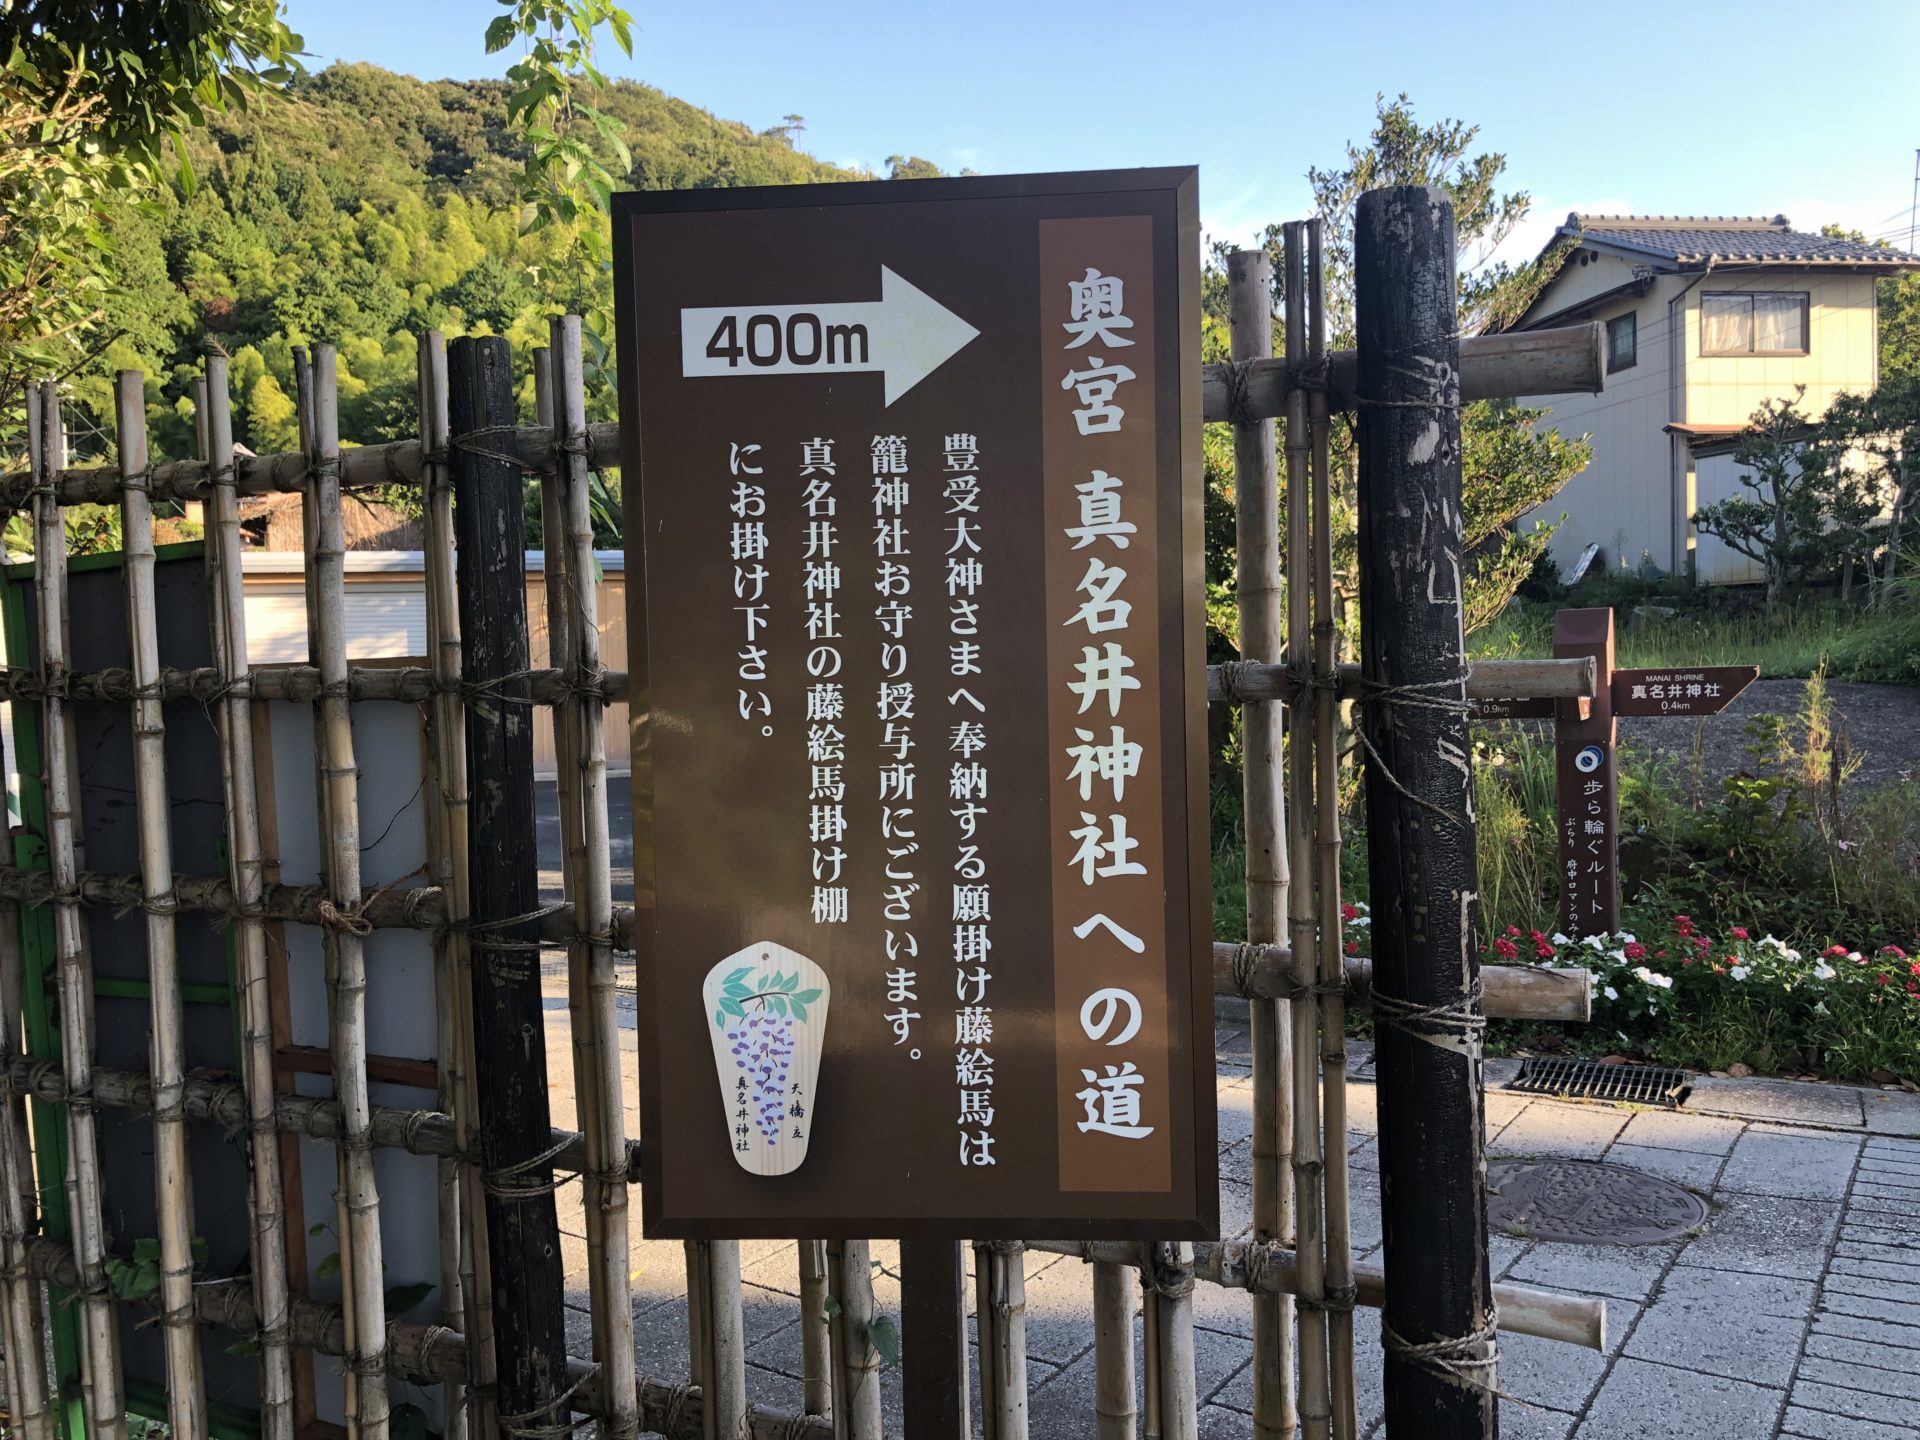 奥宮 真名井神社への道
400m
豊受大神さまへ奉納する願掛け藤絵馬は
籠神社お守り授与所にございます。
真名井神社の藤絵馬掛け棚
にお掛け下さい。
天橋立
真名井神社
MANAI SHRINE
真名井神社
0.4km
0.9km
歩ら輪ぐルート
ぶらり 府中ロマンのみ